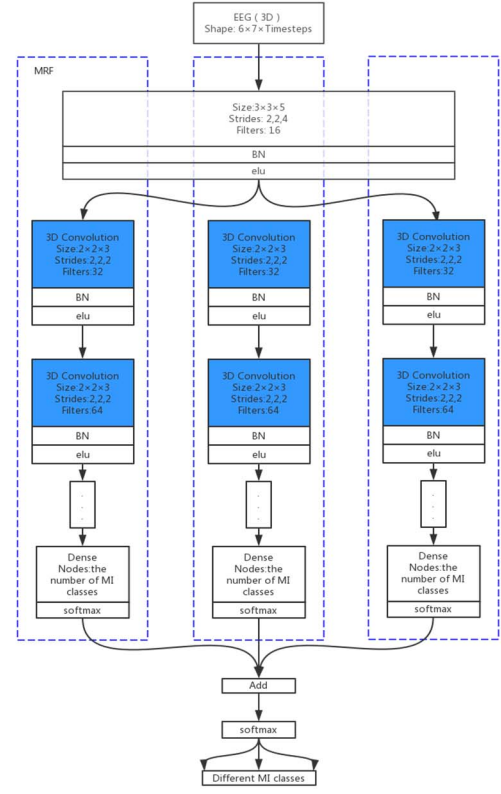 EEG ( 3D )
Shape: 6×7×Timesteps
MRF
Size:3×3×5
Strides: 2,2,4
Filters: 16
BN
elu
3D Convolution
Size:2×2×3
Strides:2,2,2
Filters:32
BN
elu
3D Convolution
Size:2×2×3
Strides:2,2,2
Filters:32
BN
elu
3D Convolution
Size:2×2×3
Strides:2,2,2
Filters:32
BN
elu
3D Convolution
Size:2×2×3
Strides:2,2,2
Filters:64
BN
elu
3D Convolution
Size:2×2×3
Strides:2,2,2
Filters:64
BN
elu
3D Convolution
Size:2×2×3
Strides:2,2,2
Filters:64
BN
elu
Dense
Nodes:the
number of MI
classes
softmax
Dense
Nodes:the
number of MI
classes
softmax
Dense
Nodes:the
number of MI
classes
softmax
Add
softmax
Different MI classes